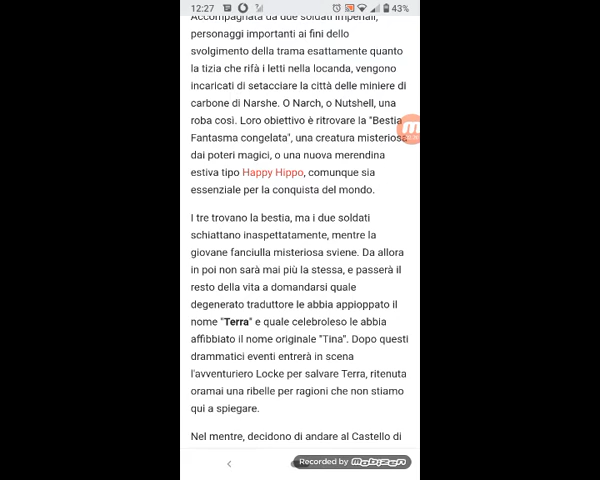 12:27
43%
Accompagnata da due soldati imperiali,
personaggi importanti ai fini dello
svolgimento della trama esattamente quanto
la tizia che rifà i letti nella locanda, vengono
incaricati di setacciare la città delle miniere di
carbone di Narshe. O Narch, o Nutshell, una
roba così. Loro obiettivo è ritrovare la "Bestia
Fantasma congelata", una creatura misteriosa
dai poteri magici, o una nuova merendina
estiva tipo Happy Hippo, comunque sia
essenziale per la conquista del mondo.
I tre trovano la bestia, ma i due soldati
schiattano inaspettatamente, mentre la
giovane fanciulla misteriosa sviene. Da allora
in poi non sarà mai più la stessa, e passerà il
resto della vita a domandarsi quale
degenerato traduttore le abbia appioppato il
nome "Terra" e quale celebroleso le abbia
affibbiato il nome originale "Tina". Dopo questi
drammatici eventi entrerà in scena
l'avventuriero Locke per salvare Terra, ritenuta
oramai una ribelle per ragioni che non stiamo
qui a spiegare.
Nel mentre, decidono di andare al Castello di
Recorded by mobizen